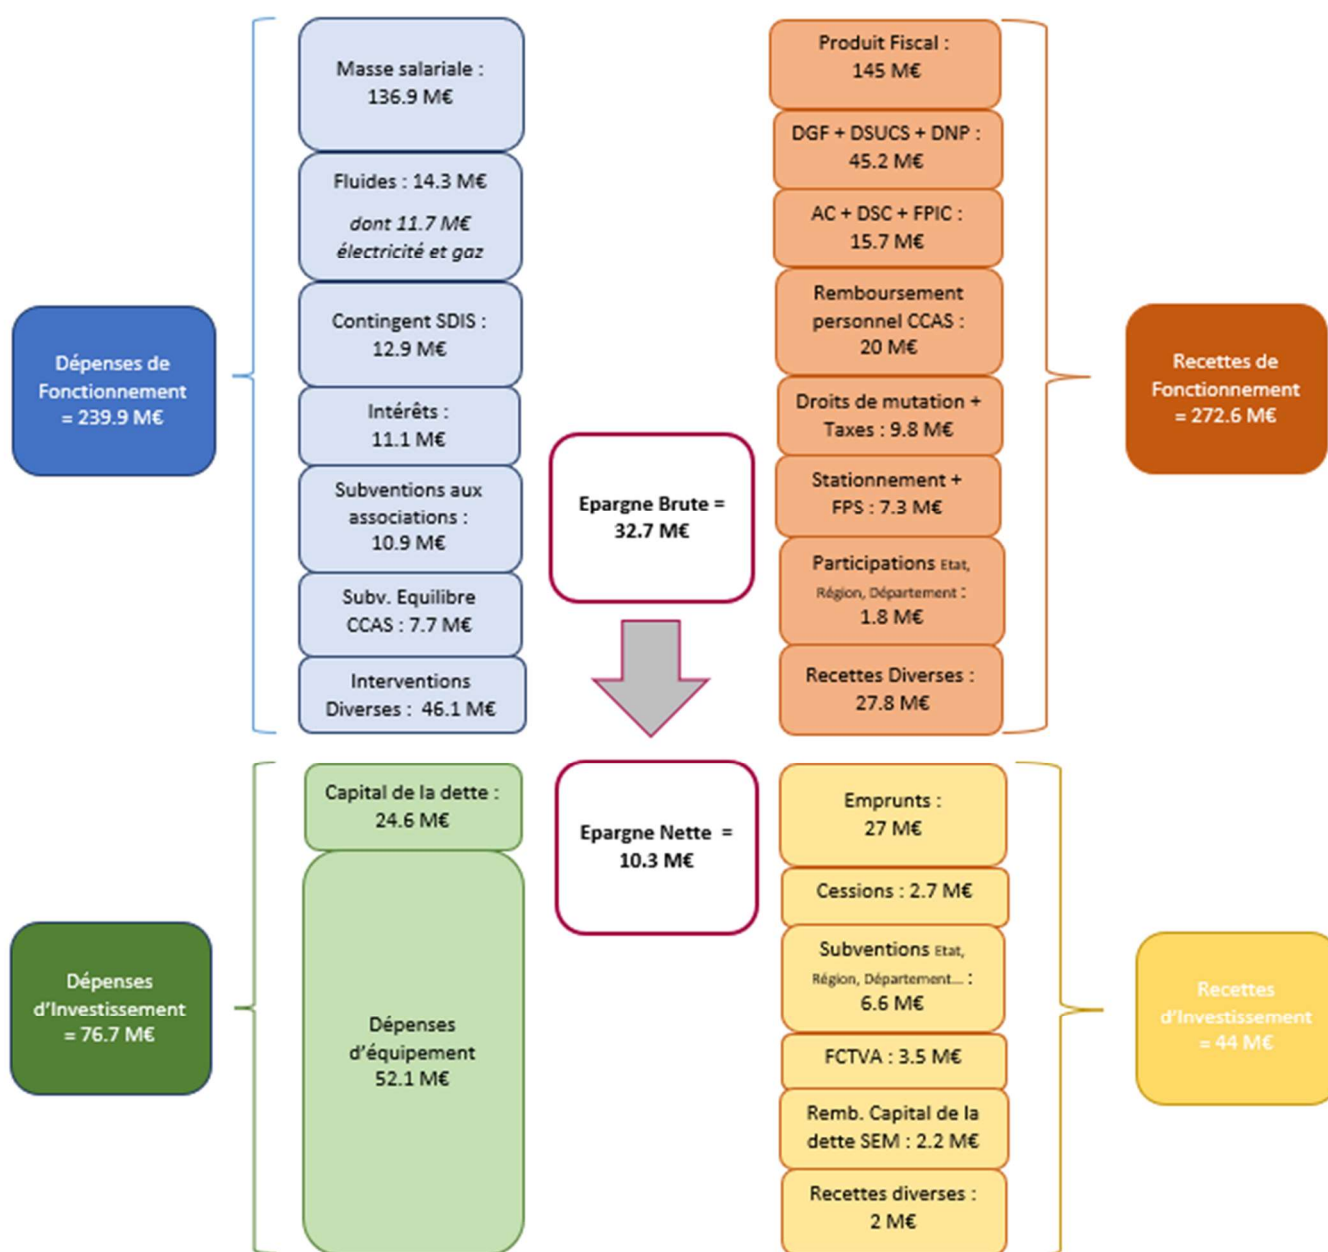 Dépenses de
Fonctionnement
= 239.9 M€
Masse salariale :
136.9 M€
Fluides : 14.3 M€
dont 11.7 M€
électricité et gaz
Contingent SDIS :
12.9 M€
Intérêts :
11.1 M€
Subventions aux
associations :
10.9 M€
Subv. Equilibre
CCAS : 7.7 M€
Interventions
Diverses : 46.1 M€
Epargne Brute =
32.7 M€
Produit Fiscal :
145 M€
DGF + DSUCS + DNP :
45.2 M€
AC + DSC + FPIC :
15.7 M€
Remboursement
personnel CCAS :
20 M€
Droits de mutation +
Taxes : 9.8 M€
Stationnement +
FPS : 7.3 M€
Participations Etat,
Région, Département :
1.8 M€
Recettes Diverses :
27.8 M€
Recettes de
Fonctionnement
= 272.6 M€
Dépenses
d'Investissement
= 76.7 M€
Capital de la dette :
24.6 M€
Dépenses
d'équipement
52.1 M€
Epargne Nette =
10.3 M€
Emprunts :
27 M€
Cessions : 2.7 M€
Subventions Etat,
Région, Département... :
6.6 M€
FCTVA : 3.5 M€
Remb. Capital de la
dette SEM : 2.2 M€
Recettes diverses :
2 M€
Recettes
d'Investissement
= 44 M€